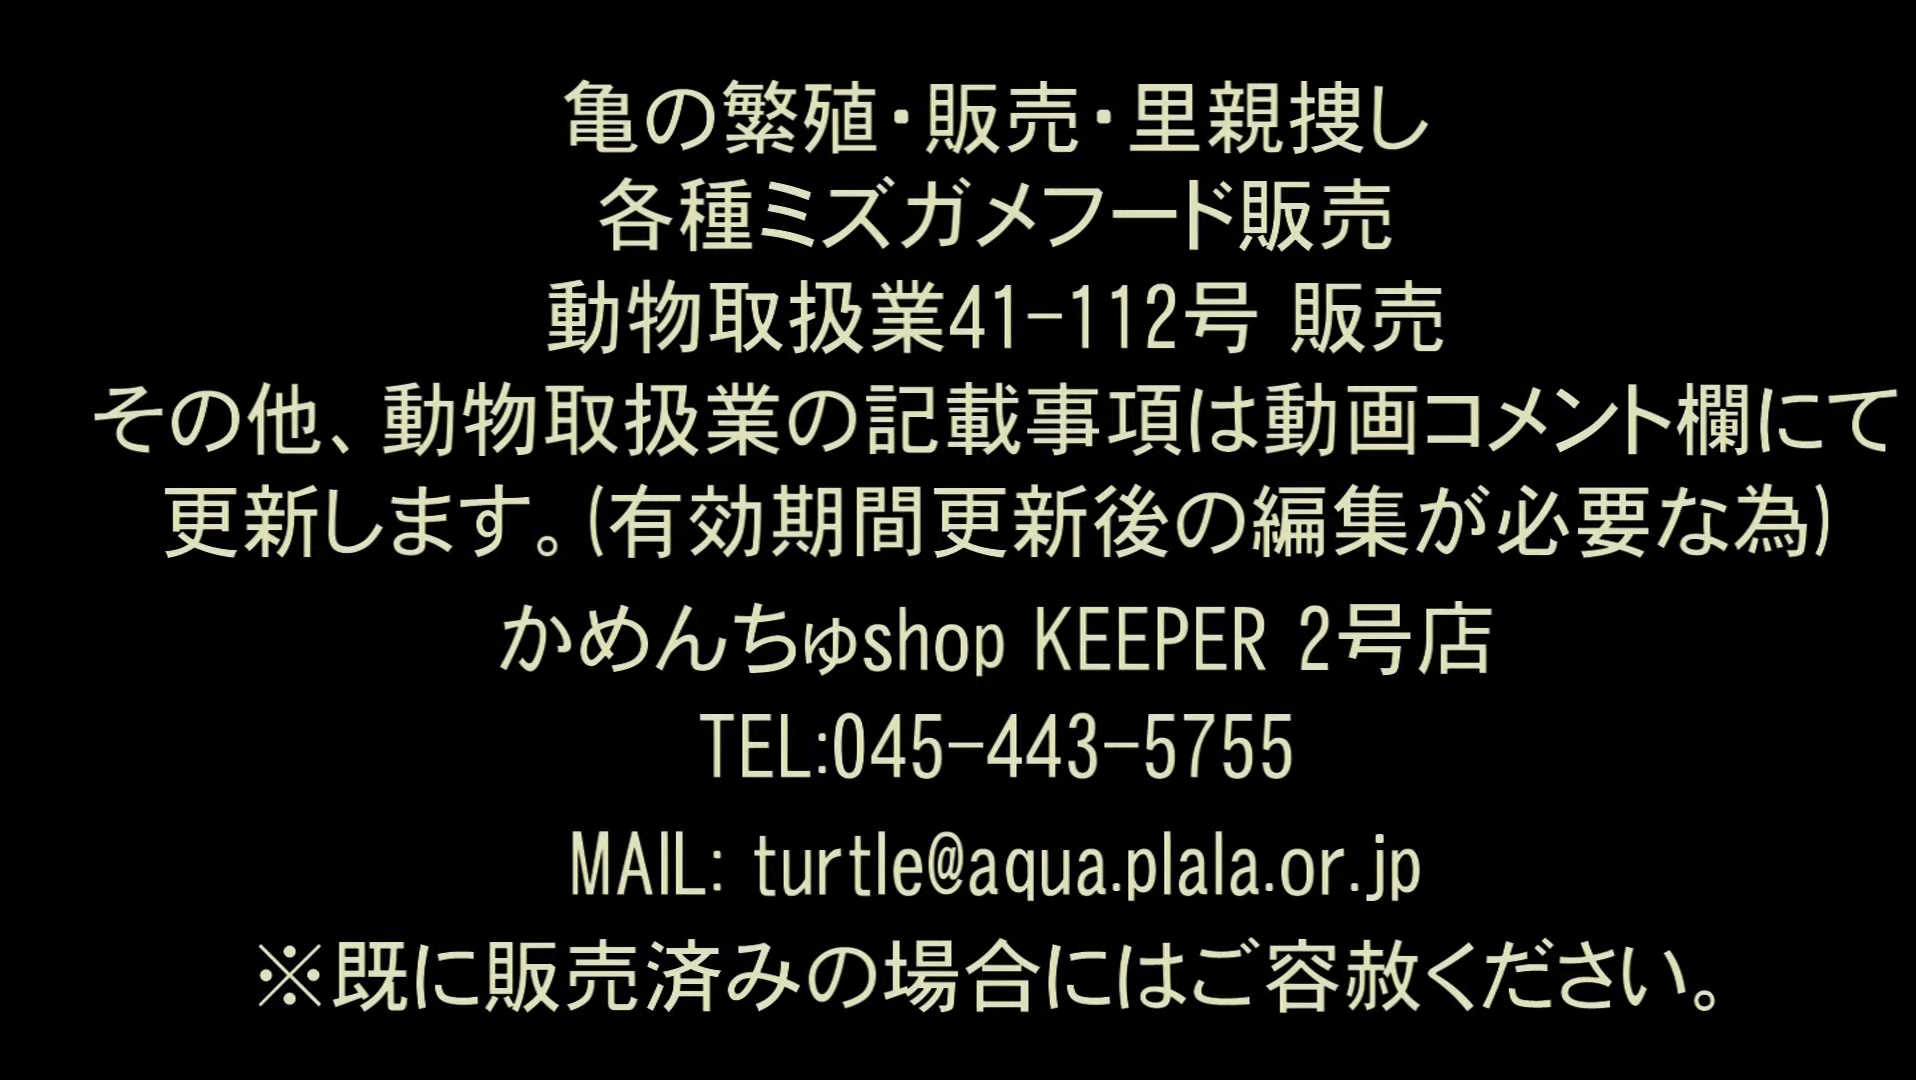 亀の繁殖・販売・里親捜し
各種ミズガメフード販売
動物取扱業41-112号 販売
その他、動物取扱業の記載事項は動画コメント欄にて
更新します。(有効期間更新後の編集が必要な為)
かめんちゅshop KEEPER 2号店
TEL:045-443-5755
MAIL: turtle@aqua.plala.or.jp
※既に販売済みの場合にはご容赦ください。